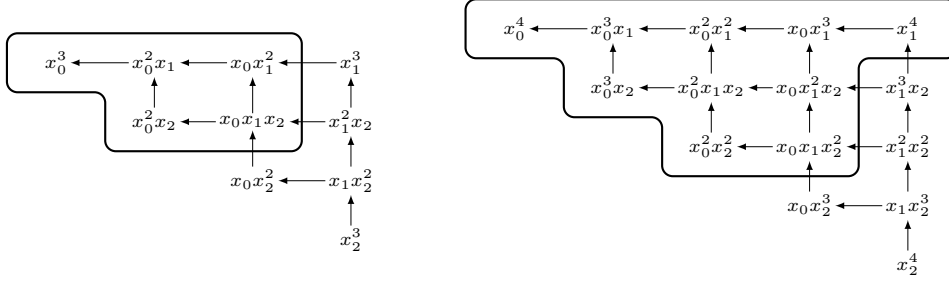 x_0^3 x_0^2x_1 x_0x_1^2 x_1^3
x_0^2x_2 x_0x_1x_2 x_1^2x_2
x_0x_2^2 x_1x_2^2
x_2^3
x_0^4 x_0^3x_1 x_0^2x_1^2 x_0x_1^3 x_1^4
x_0^3x_2 x_0^2x_1x_2 x_0x_1^2x_2 x_1^3x_2
x_0^2x_2^2 x_0x_1x_2^2 x_1^2x_2^2
x_0x_2^3 x_1x_2^3
x_2^4